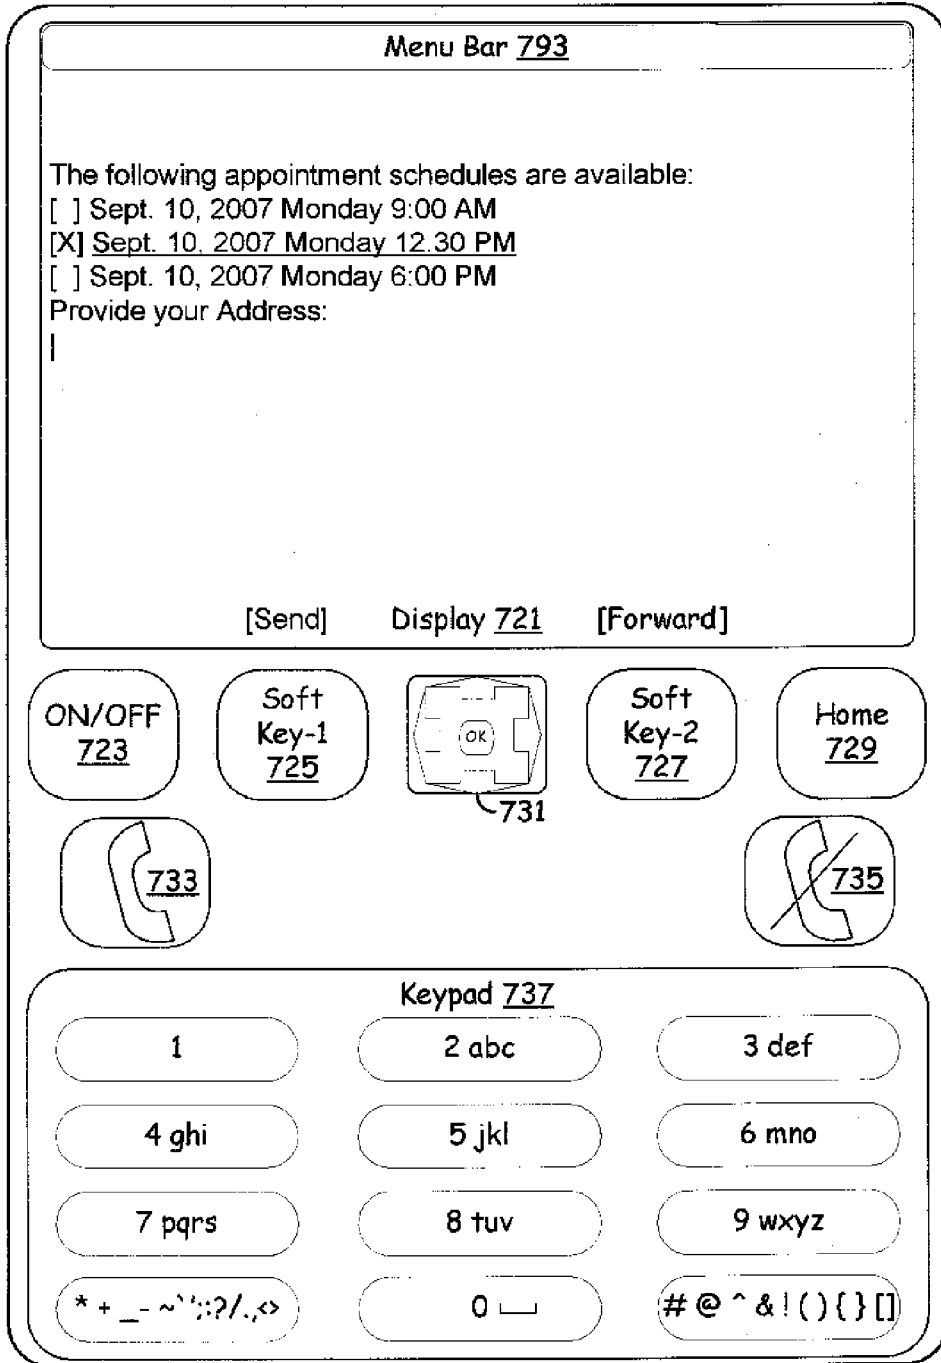 Menu Bar 793
The following appointment schedules are available:
[ ] Sept. 10, 2007 Monday 9:00 AM
[X] Sept. 10, 2007 Monday 12.30 PM
[ ] Sept. 10, 2007 Monday 6:00 PM
Provide your Address:
|
[Send] Display 721 [Forward]
ON/OFF
723
Soft
Key-1
725
OK
731
Soft
Key-2
727
Home
729
733
735
Keypad 737
1
2 abc
3 def
4 ghi
5 jkl
6 mno
7 pqrs
8 tuv
9 wxyz
* + _ - ~`';:?/.,<>
0
# @ ^ & ! ( ) { } []